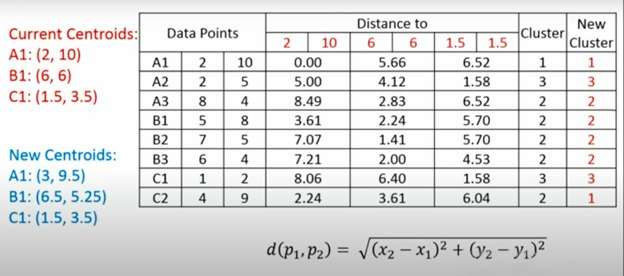 Current Centroids:
A1: (2, 10)
B1: (6, 6)
C1: (1.5, 3.5)
New Centroids:
A1: (3, 9.5)
B1: (6.5, 5.25)
C1: (1.5, 3.5)
Data Points Distance to Cluster New Cluster
2 10 6 6 1.5 1.5
A1 2 10 0.00 5.66 6.52 1 1
A2 2 5 5.00 4.12 1.58 3 3
A3 8 4 8.49 2.83 6.52 2 2
B1 5 8 3.61 2.24 5.70 2 2
B2 7 5 7.07 1.41 5.70 2 2
B3 6 4 7.21 2.00 4.53 2 2
C1 1 2 8.06 6.40 1.58 3 3
C2 4 9 2.24 3.61 6.04 2 1
d(p₁, p₂) = √(x₂ − x₁)² + (y₂ − y₁)²